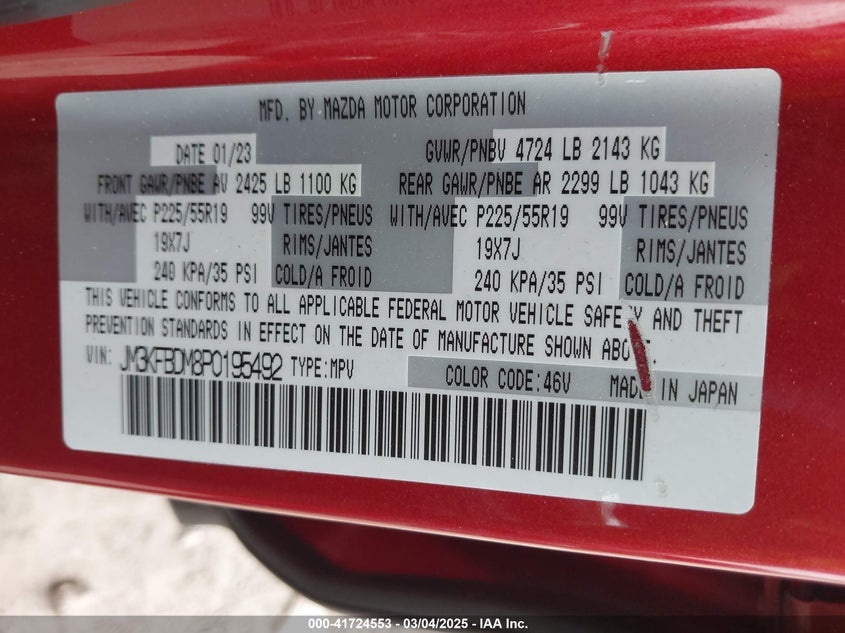 MFD. BY MAZDA MOTOR CORPORATION
DATE 01/23 GVWR/PNBV 4724 LB 2143 KG
FRONT GAWR/PNBE AV 2425 LB 1100 KG REAR GAWR/PNBE AR 2299 LB 1043 KG
WITH/AVEC P225/55R19 99V TIRES/PNEUS WITH/AVEC P225/55R19 99V TIRES/PNEUS
19X7J RIMS/JANTES 19X7J RIMS/JANTES
240 KPA/35 PSI COLD/A FROID 240 KPA/35 PSI COLD/A FROID
THIS VEHICLE CONFORMS TO ALL APPLICABLE FEDERAL MOTOR VEHICLE SAFETY AND THEFT
PREVENTION STANDARDS IN EFFECT ON THE DATE OF MANUFACTURE SHOWN ABOVE.
VIN: JM3KFBDM8P0195492 TYPE:MPV COLOR CODE:46V MADE IN JAPAN
000-41724553 — 03/04/2025 — IAA Inc.